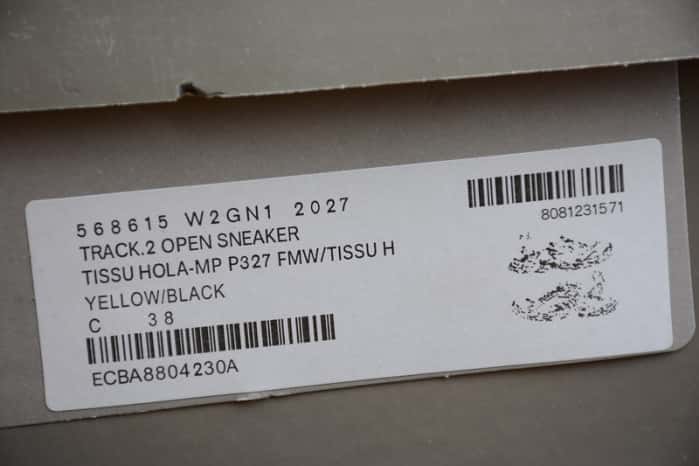 568615 W2GN1 2027
TRACK.2 OPEN SNEAKER
TISSU HOLA-MP P327 FMW/TISSU H
YELLOW/BLACK
C 38
ECBA8804230A
8081231571